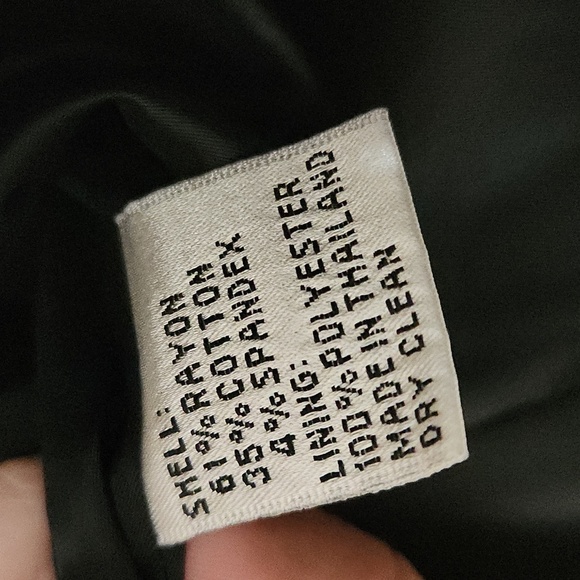 SHELL:
61% RAYON
35% COTTON
4% SPANDEX
LINING:
100% POLYESTER
MADE IN THAILAND
DRY CLEAN